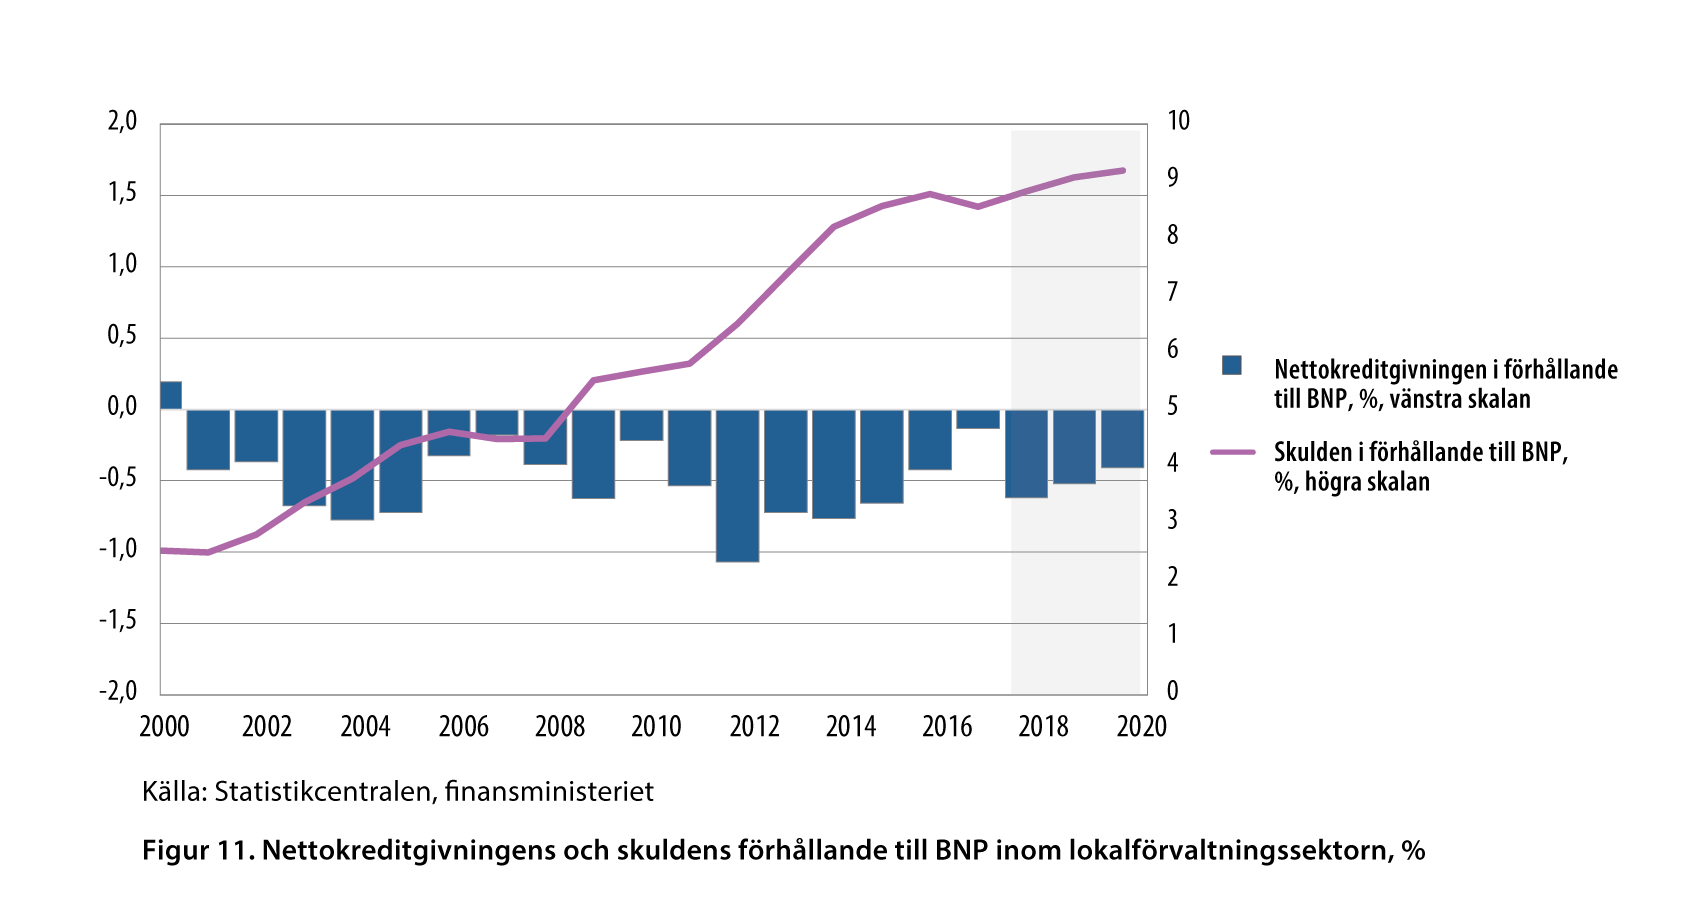 2,0
1,5
1,0
0,5
0,0
-0,5
-1,0
-1,5
-2,0
10
9
8
7
6
5
4
3
2
1
0
2000 2002 2004 2006 2008 2010 2012 2014 2016 2018 2020
Nettokreditgivningen i förhållande
till BNP, %, vänstra skalan
Skulden i förhållande till BNP,
%, högra skalan
Källa: Statistikcentralen, finansministeriet
Figur 11. Nettokreditgivningens och skuldens förhållande till BNP inom lokalförvaltningssektorn, %